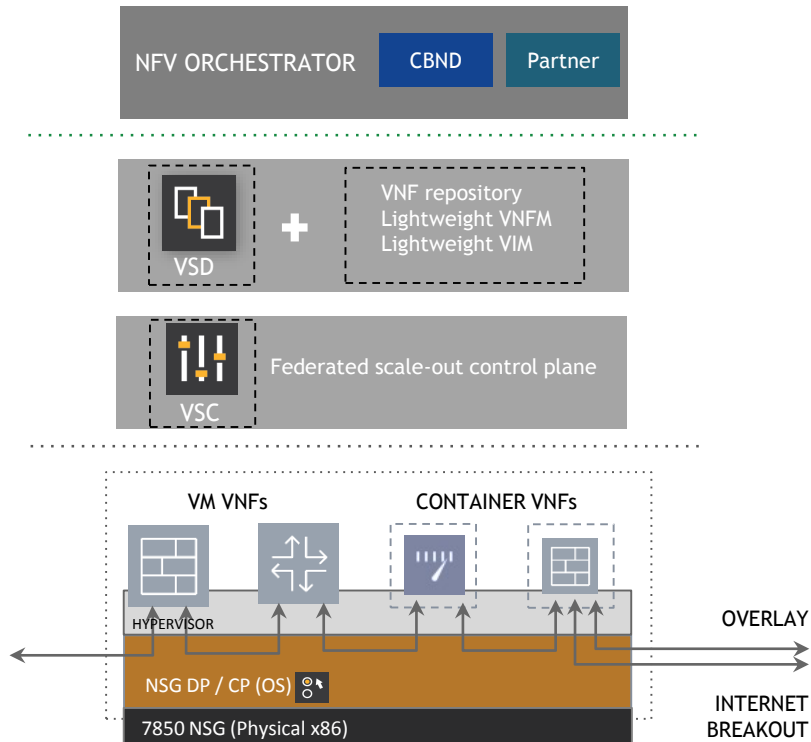 NFV ORCHESTRATOR
CBND
Partner
VSD
VNF repository
Lightweight VNFM
Lightweight VIM
VSC
Federated scale-out control plane
VM VNFs
CONTAINER VNFs
HYPERVISOR
OVERLAY
NSG DP / CP (OS)
INTERNET
BREAKOUT
7850 NSG (Physical x86)